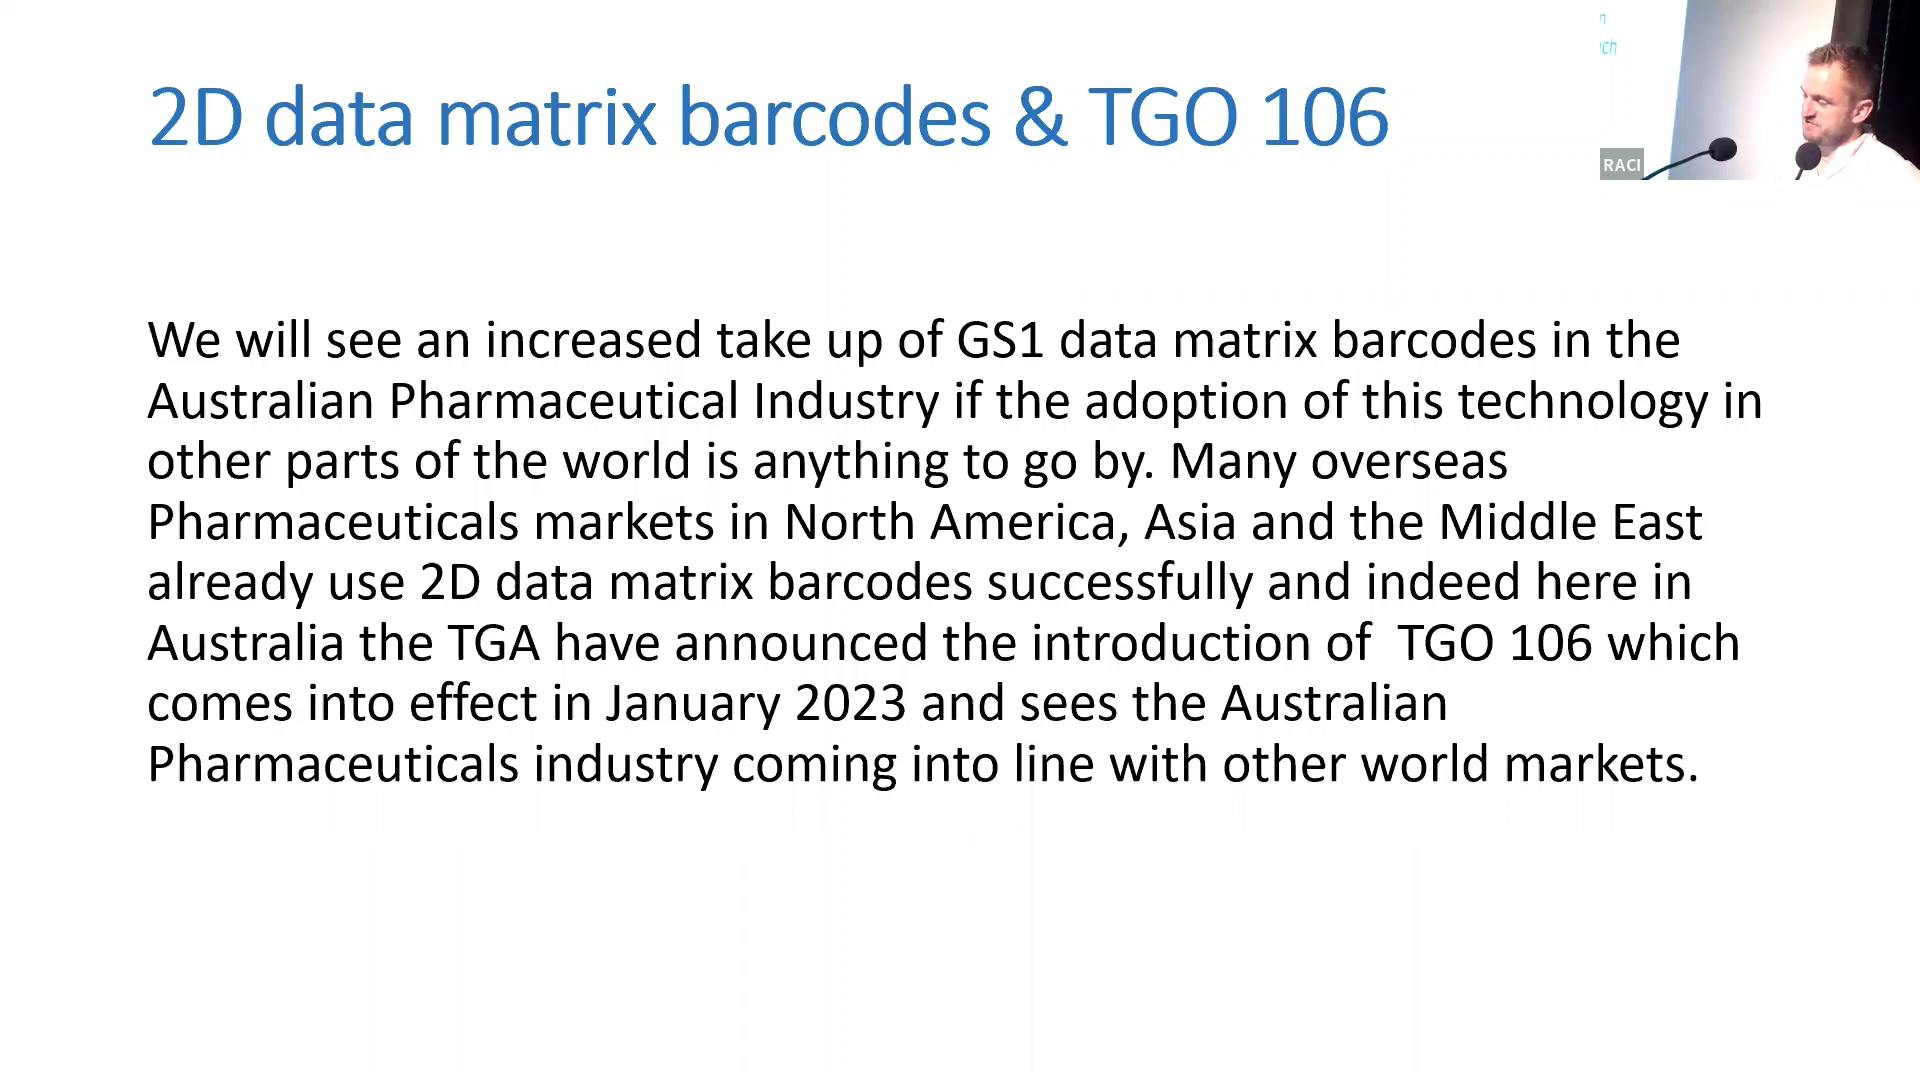 2D data matrix barcodes & TGO 106
RACI
We will see an increased take up of GS1 data matrix barcodes in the
Australian Pharmaceutical Industry if the adoption of this technology in
other parts of the world is anything to go by. Many overseas
Pharmaceuticals markets in North America, Asia and the Middle East
already use 2D data matrix barcodes successfully and indeed here in
Australia the TGA have announced the introduction of  TGO 106 which
comes into effect in January 2023 and sees the Australian
Pharmaceuticals industry coming into line with other world markets.